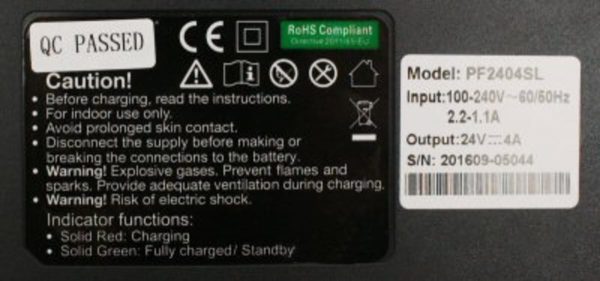 QC PASSED
CE
RoHS Compliant
Directive 2011/65/EU
Caution!
• Before charging, read the instructions.
• For indoor use only.
• Avoid prolonged skin contact.
• Disconnect the supply before making or
breaking the connections to the battery.
• Warning! Explosive gases. Prevent flames and
sparks. Provide adequate ventilation during charging.
• Warning! Risk of electric shock.
Indicator functions:
• Solid Red: Charging
• Solid Green: Fully charged/ Standby
Model: PF2404SL
Input: 100-240V~60/50Hz
2.2-1.1A
Output: 24V⎓4A
S/N: 201609-05044